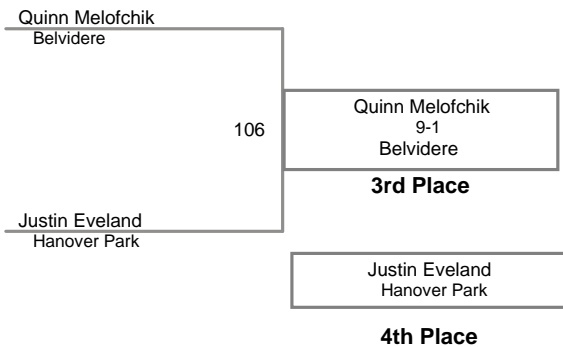 Quinn Melofchik
Belvidere
106
Quinn Melofchik
9-1
Belvidere
3rd Place
Justin Eveland
Hanover Park
Justin Eveland
Hanover Park
4th Place